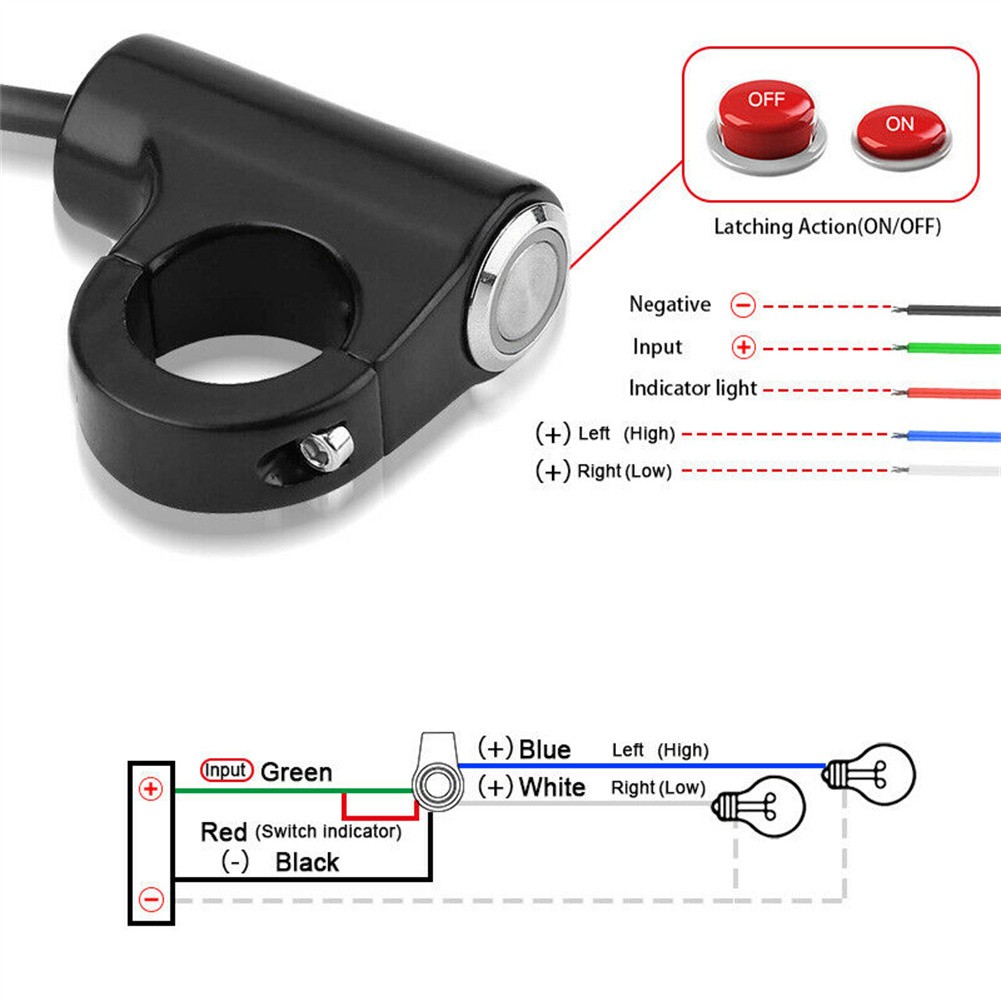 OFF
ON
Latching Action(ON/OFF)
Negative ⊖
Input ⊕
Indicator light
(+) Left (High)
(+) Right(Low)
(+) Blue Left (High)
(+) White Right(Low)
Input Green
Red (Switch indicator)
(-) Black
+
−